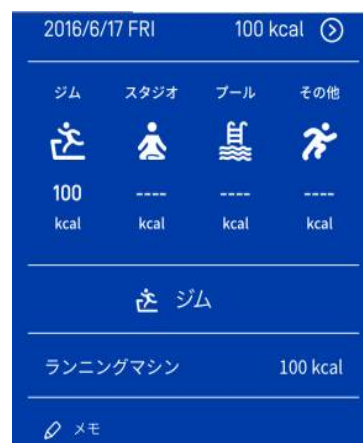 2016/6/17 FRI 100 kcal
ジム スタジオ プール その他
100 ---- ---- ----
kcal kcal kcal kcal
ジム
ランニングマシン 100 kcal
メモ